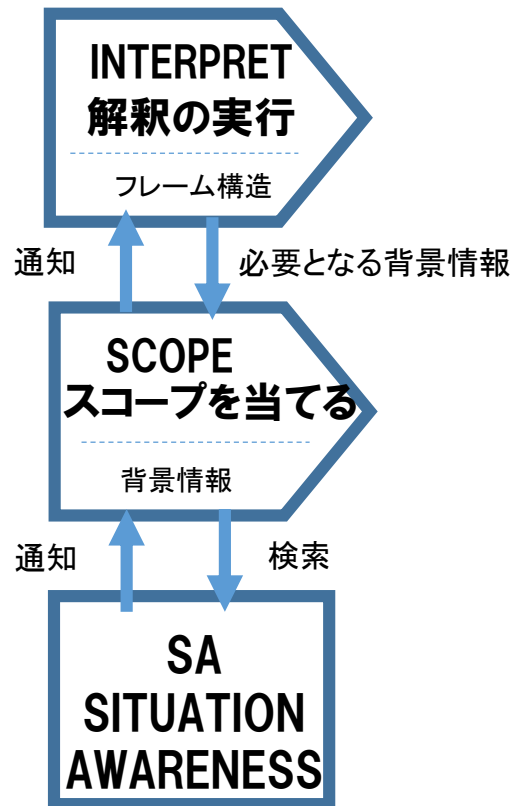 INTERPRET
解釈の実行
フレーム構造
通知
必要となる背景情報
SCOPE
スコープを当てる
背景情報
通知
検索
SA
SITUATION
AWARENESS